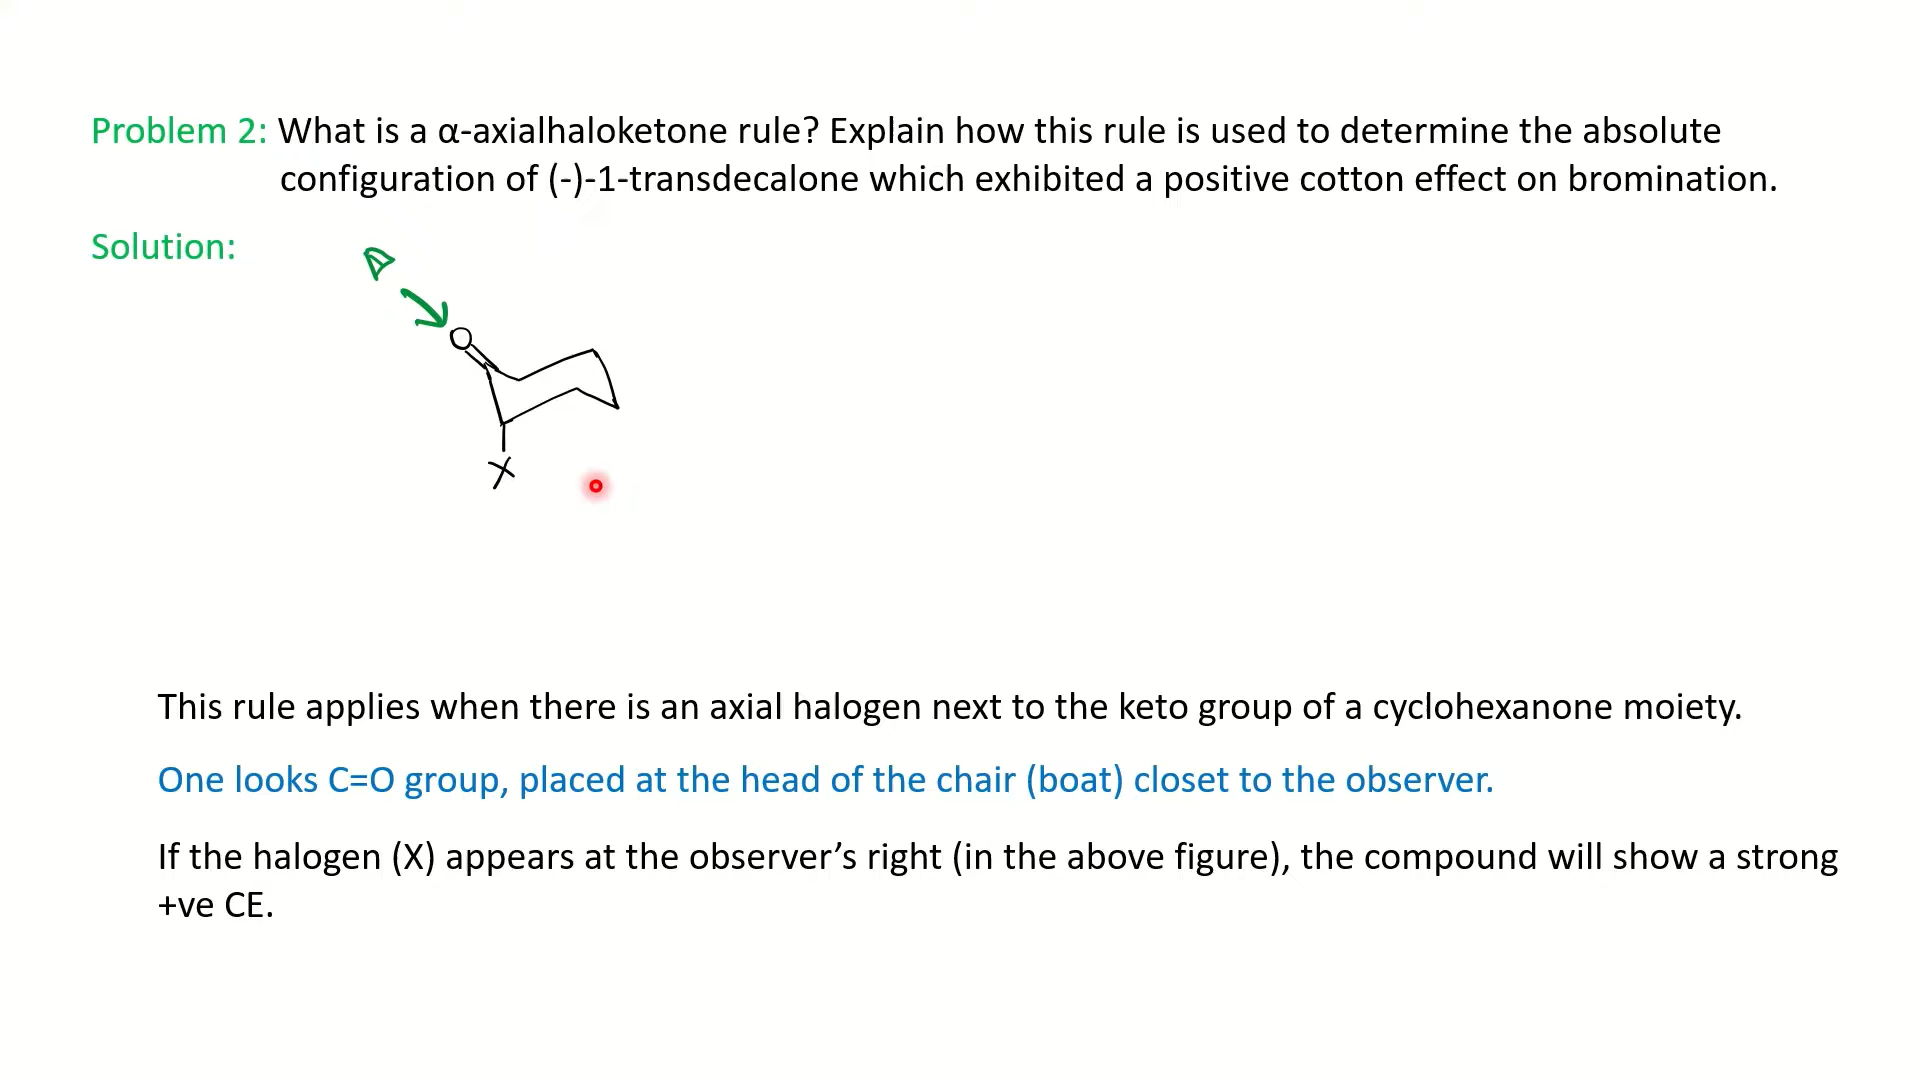 Problem 2: What is a α-axialhaloketone rule? Explain how this rule is used to determine the absolute
configuration of (-)-1-transdecalone which exhibited a positive cotton effect on bromination.
Solution:
O
X
This rule applies when there is an axial halogen next to the keto group of a cyclohexanone moiety.
One looks C=O group, placed at the head of the chair (boat) closet to the observer.
If the halogen (X) appears at the observer’s right (in the above figure), the compound will show a strong
+ve CE.